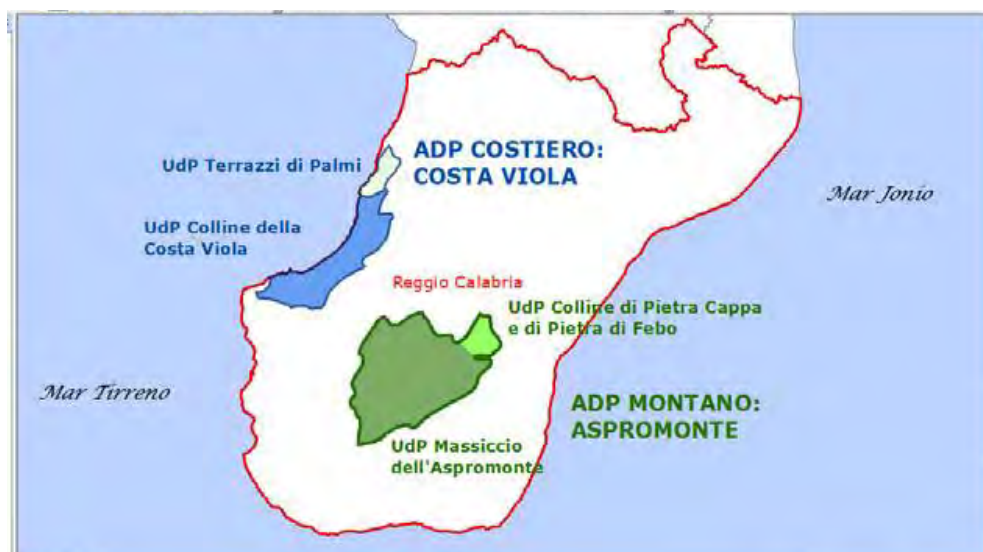 ADP COSTIERO:
COSTA VIOLA
UdP Terrazzi di Palmi
UdP Colline della
Costa Viola
Mar Jonio
Reggio Calabria
UdP Colline di Pietra Cappa
e di Pietra di Febo
Mar Tirreno
ADP MONTANO:
ASPROMONTE
UdP Massiccio
dell'Aspromonte